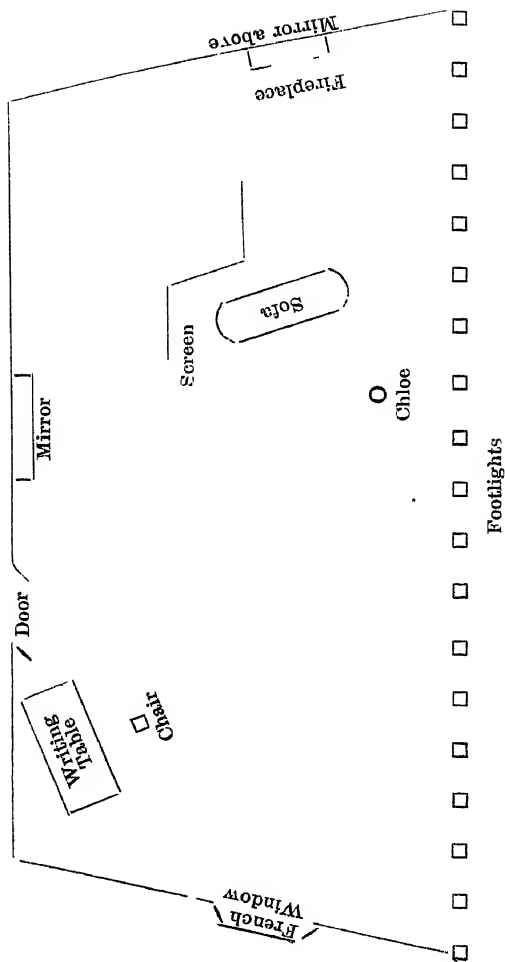 Mirror above
Fireplace
Sofa
Screen
Mirror
Chloe
Footlights
Door
Writing
Table
Chair
French
Window